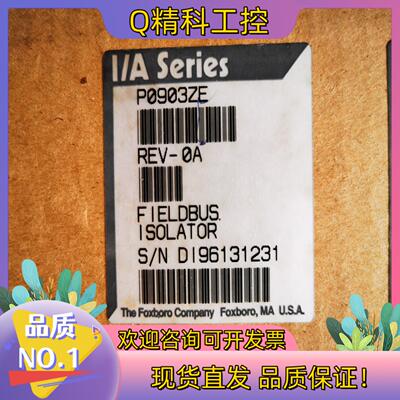 Q精科工控
I/A Series
P0903ZE
REV-0A
FIELDBUS
ISOLATOR
S/N DI96131231
The Foxboro Company Foxboro, MA U.S.A.
品质
NO.1
欢迎咨询可开发票
现货直发 品质保证!